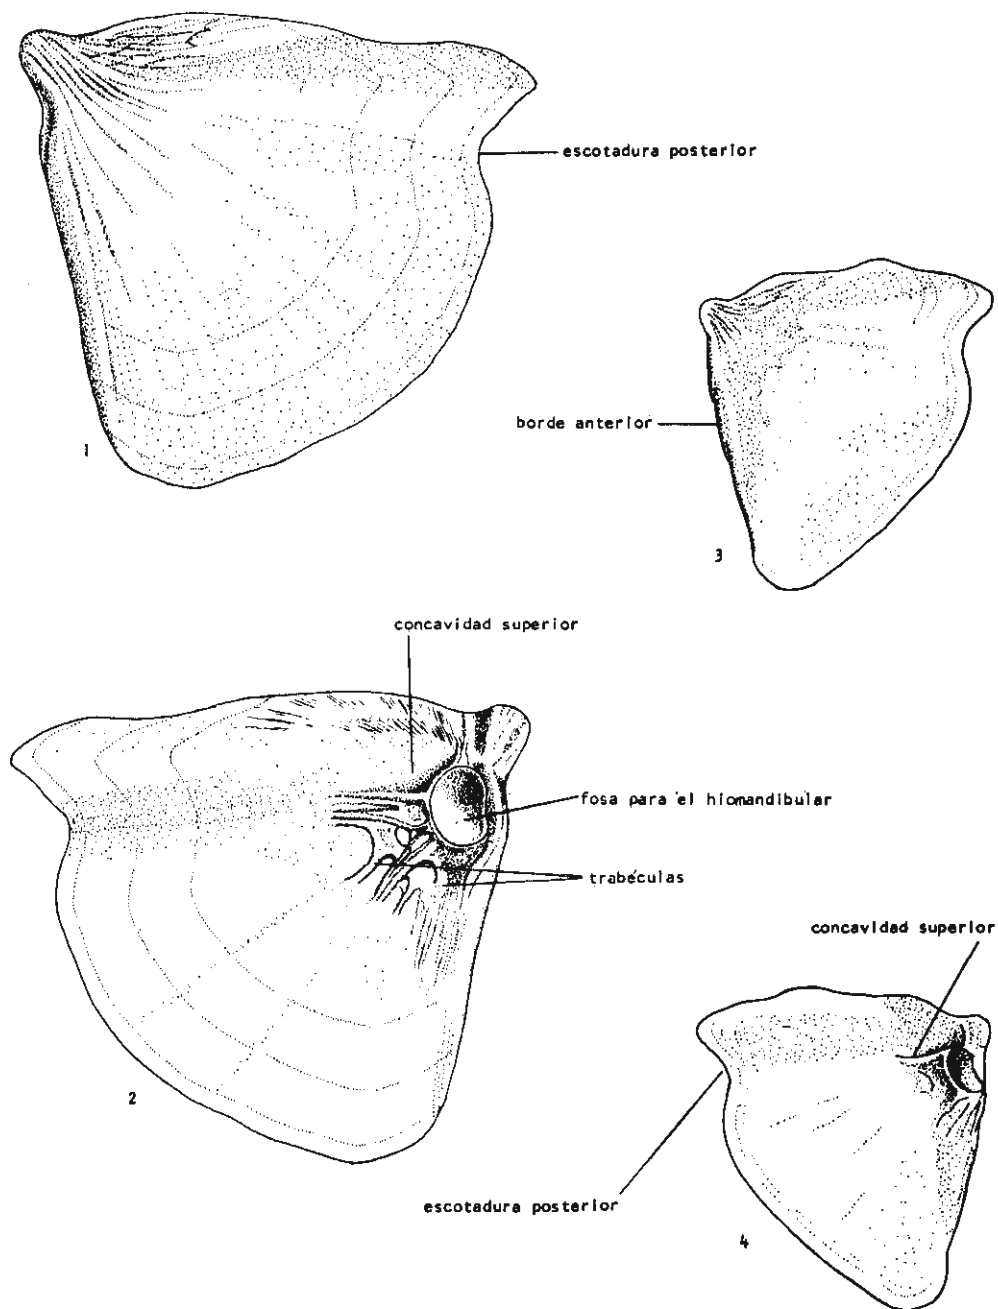 escotadura posterior
1
borde anterior
3
concavidad superior
fosa para el hiomandibular
trabéculas
concavidad superior
2
escotadura posterior
4